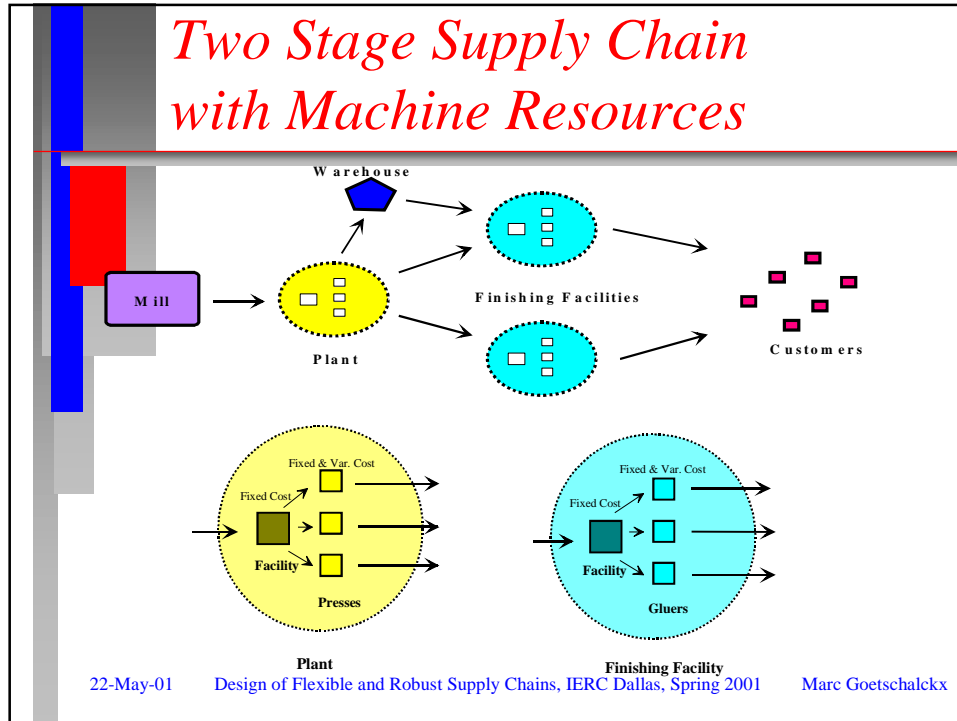 Two Stage Supply Chain
with Machine Resources
Warehouse
Mill
Finishing Facilities
Plant
Customers
Fixed & Var. Cost
Fixed Cost
Facility
Presses
Plant
Fixed & Var. Cost
Fixed Cost
Facility
Gluers
Finishing Facility
22-May-01 Design of Flexible and Robust Supply Chains, IERC Dallas, Spring 2001 Marc Goetschalckx